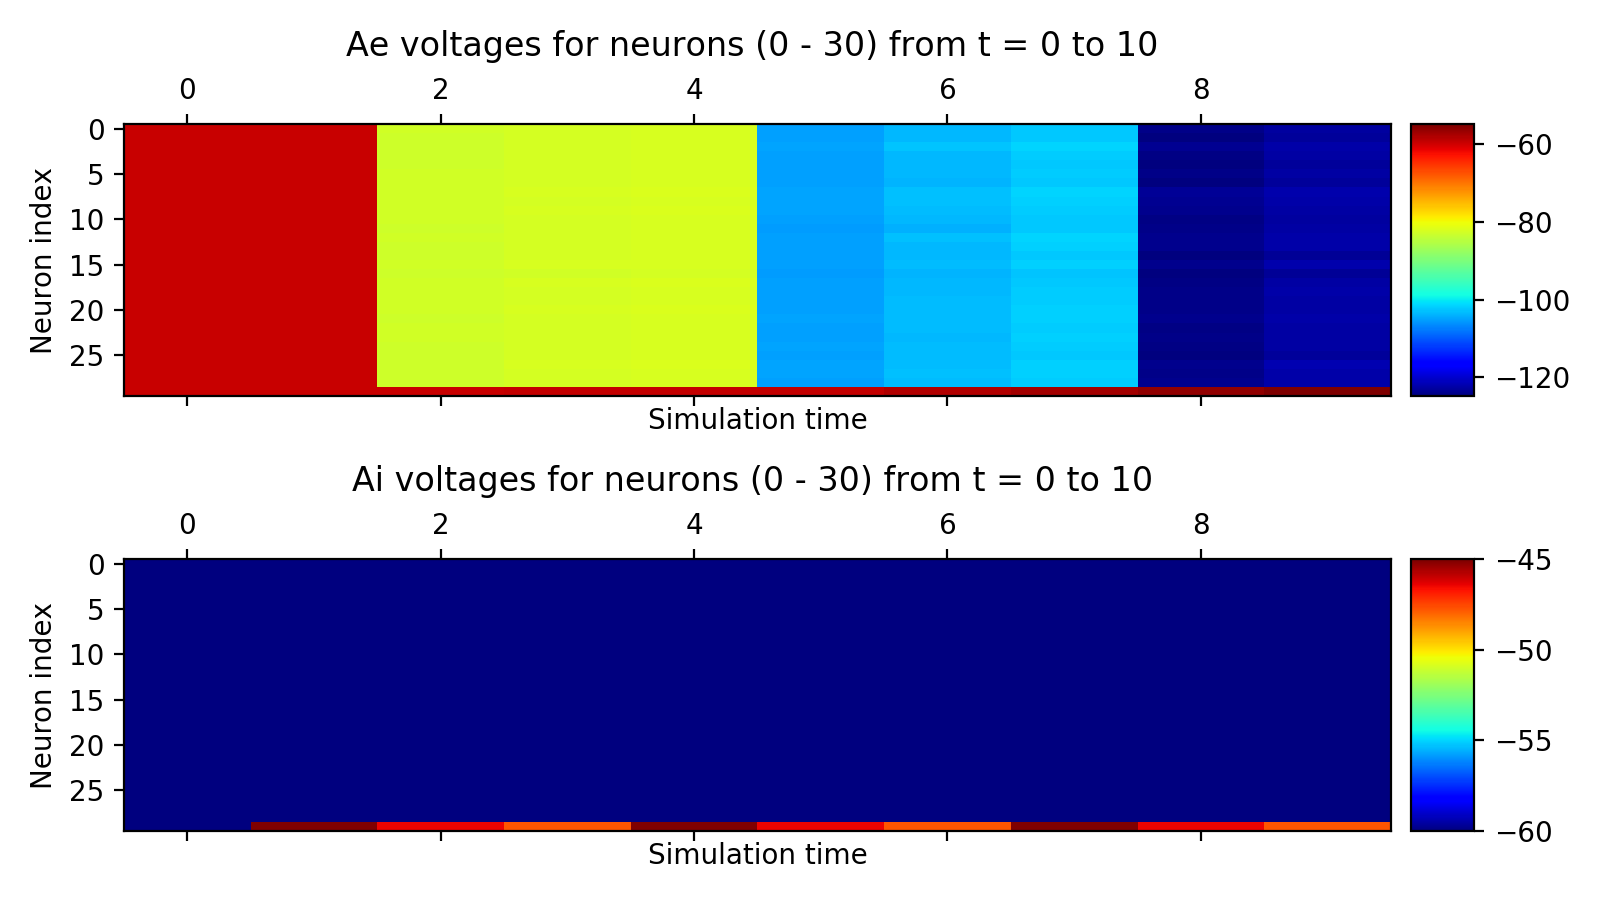 Ae voltages for neurons (0 - 30) from t = 0 to 10
0 2 4 6 8
Neuron index
0
5
10
15
20
25
−60
−80
−100
−120
Simulation time
Ai voltages for neurons (0 - 30) from t = 0 to 10
0 2 4 6 8
Neuron index
0
5
10
15
20
25
−45
−50
−55
−60
Simulation time